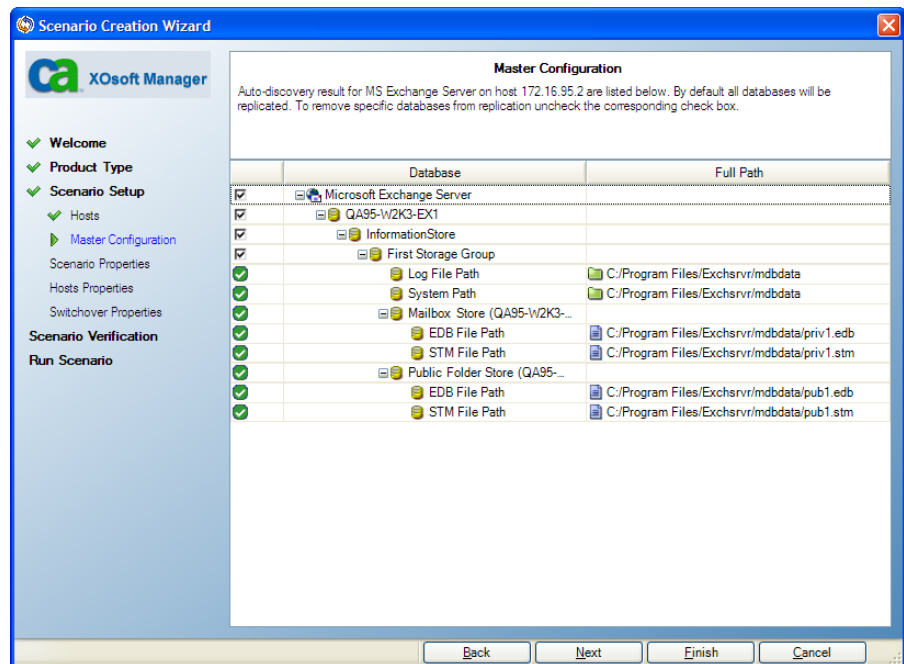 Scenario Creation Wizard
ca
XOsoft Manager
Welcome
Product Type
Scenario Setup
Hosts
Master Configuration
Scenario Properties
Hosts Properties
Switchover Properties
Scenario Verification
Run Scenario
Master Configuration
Auto-discovery result for MS Exchange Server on host 172.16.95.2 are listed below. By default all databases will be
replicated. To remove specific databases from replication uncheck the corresponding check box.
Database Full Path
Microsoft Exchange Server
QA95-W2K3-EX1
InformationStore
First Storage Group
Log File Path C:/Program Files/Exchsrvr/mdbdata
System Path C:/Program Files/Exchsrvr/mdbdata
Mailbox Store (QA95-W2K3-...
EDB File Path C:/Program Files/Exchsrvr/mdbdata/priv1.edb
STM File Path C:/Program Files/Exchsrvr/mdbdata/priv1.stm
Public Folder Store (QA95-...
EDB File Path C:/Program Files/Exchsrvr/mdbdata/pub1.edb
STM File Path C:/Program Files/Exchsrvr/mdbdata/pub1.stm
Back Next Finish Cancel